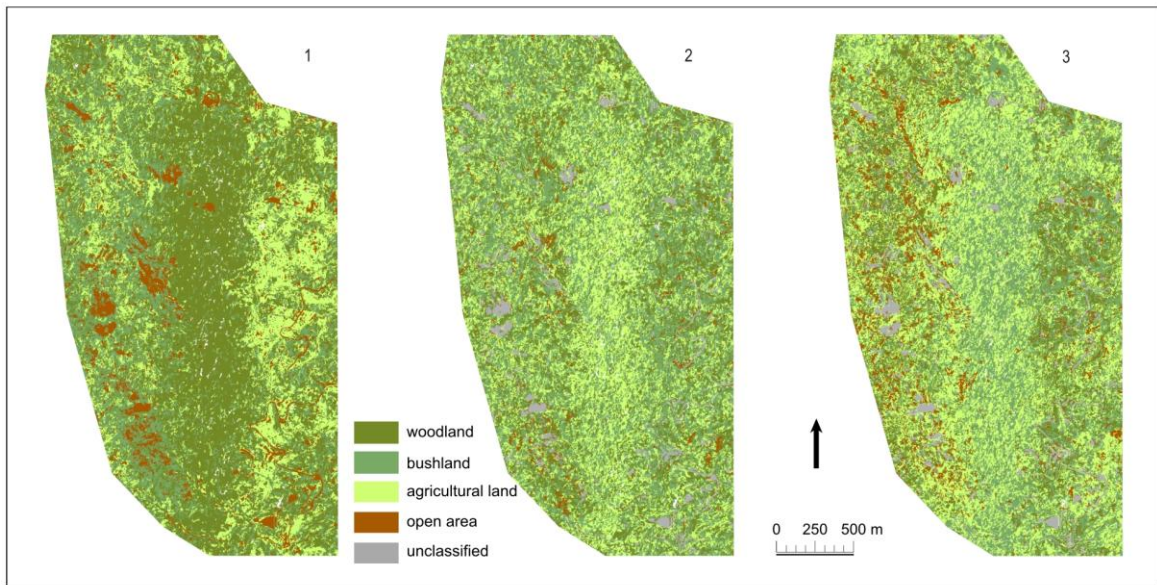 1
2
3
woodland
bushland
agricultural land
open area
unclassified
0 250 500 m